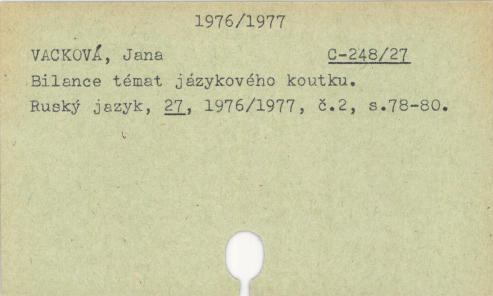 1976/1977
VACKOVÁ, Jana C-248/27
Bilance témat jázykového koutku.
Ruský jazyk, 27, 1976/1977, č.2, s.78-80.